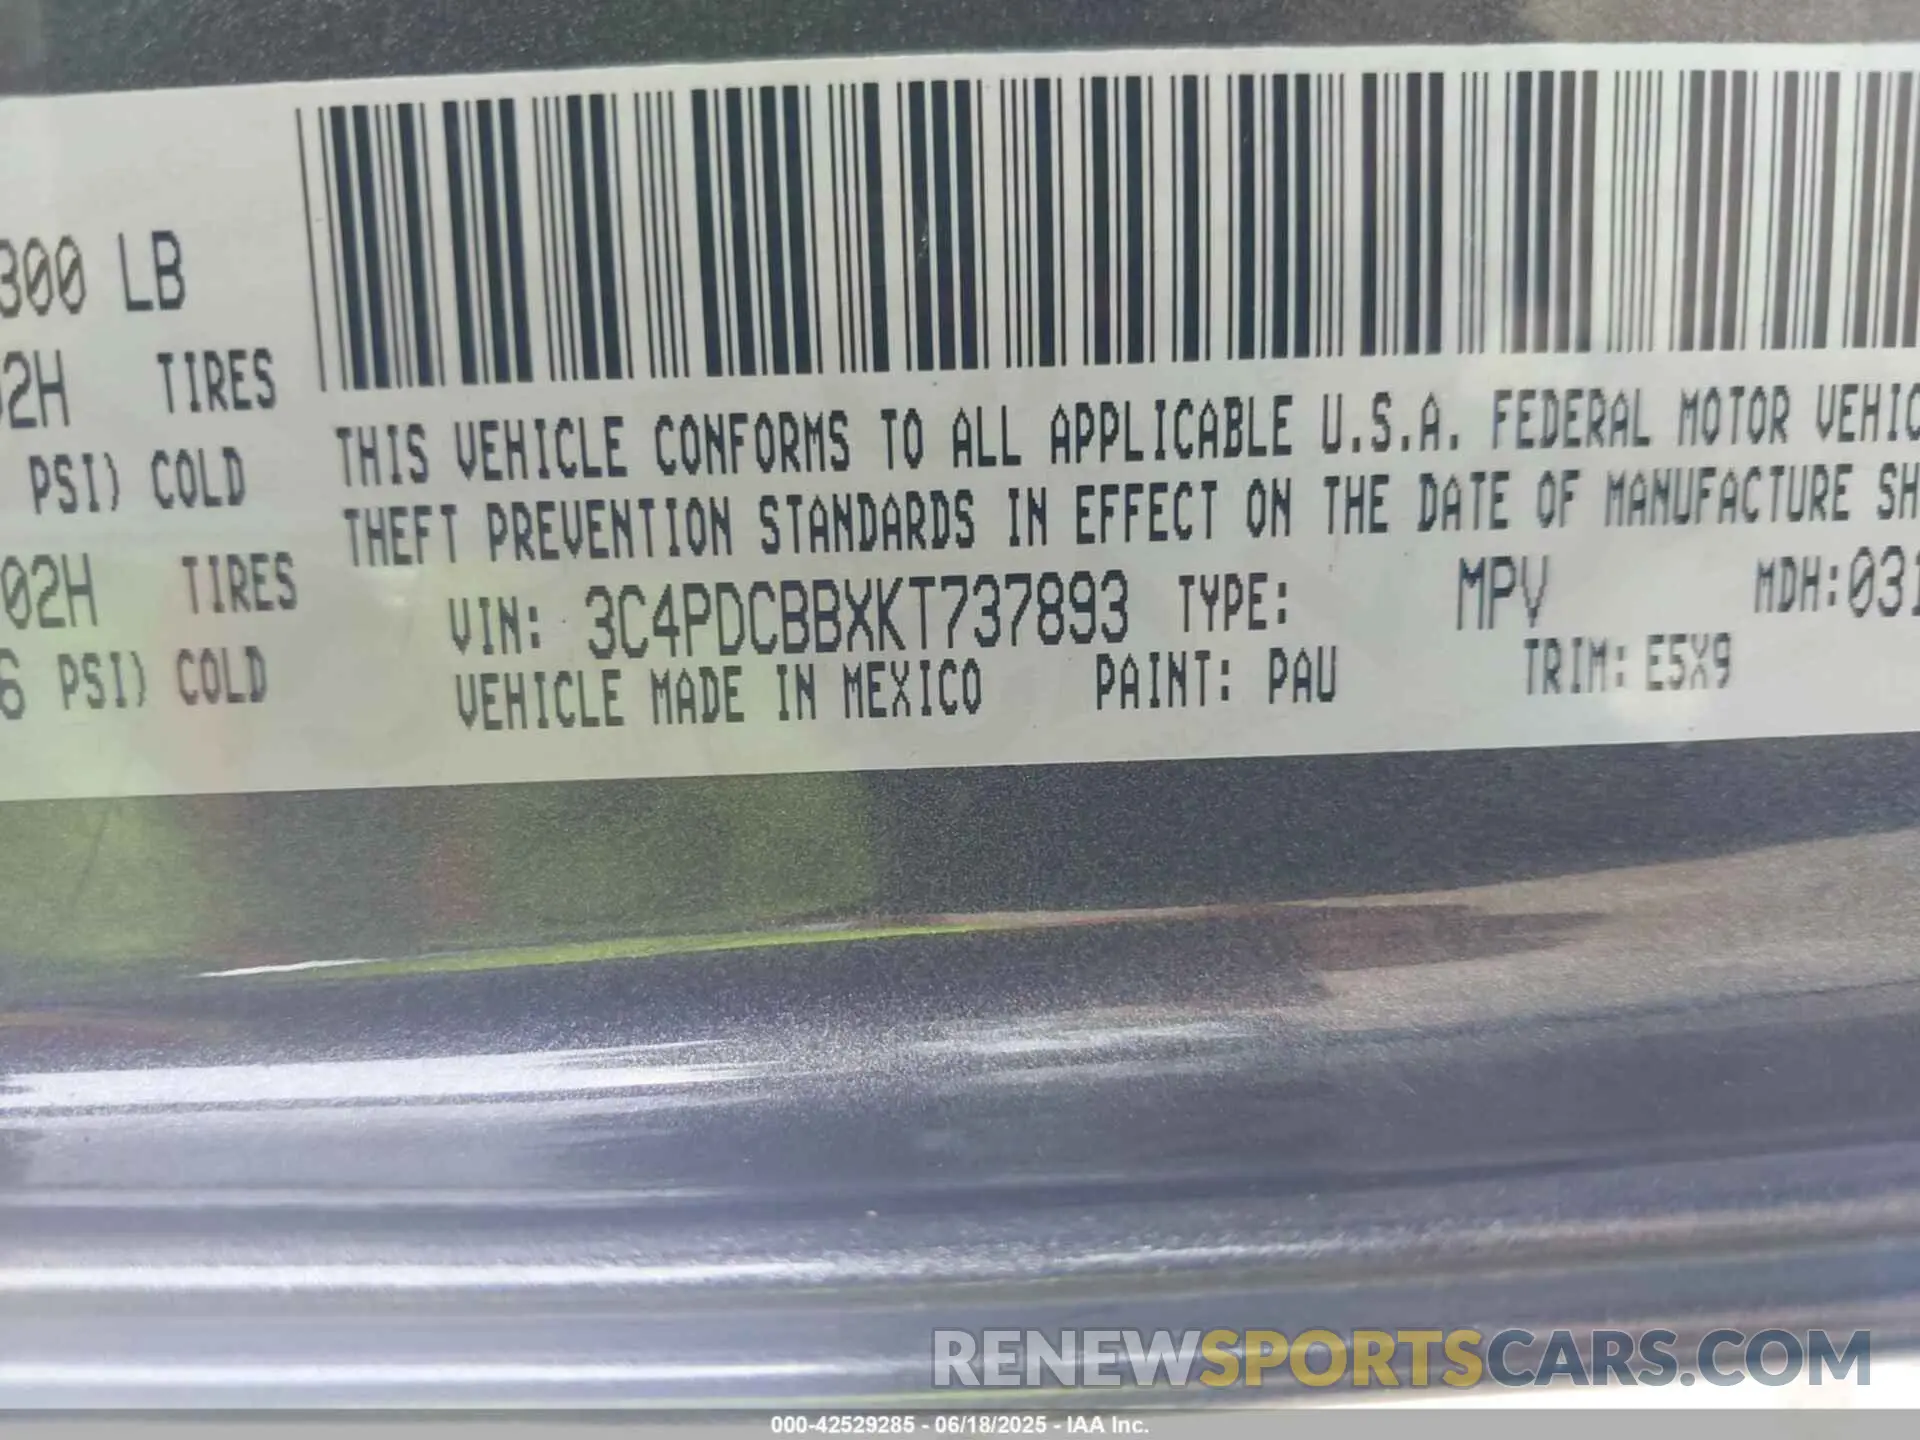 300 LB
02H TIRES
PSI) COLD
02H TIRES
6 PSI) COLD
THIS VEHICLE CONFORMS TO ALL APPLICABLE U.S.A. FEDERAL MOTOR VEHIC
THEFT PREVENTION STANDARDS IN EFFECT ON THE DATE OF MANUFACTURE SH
VIN: 3C4PDCBBXKT737893 TYPE: MPV MDH:031
VEHICLE MADE IN MEXICO PAINT: PAU TRIM: E5X9
RENEWSPORTSCARS.COM
000-42529285 - 06/18/2025 - IAA Inc.